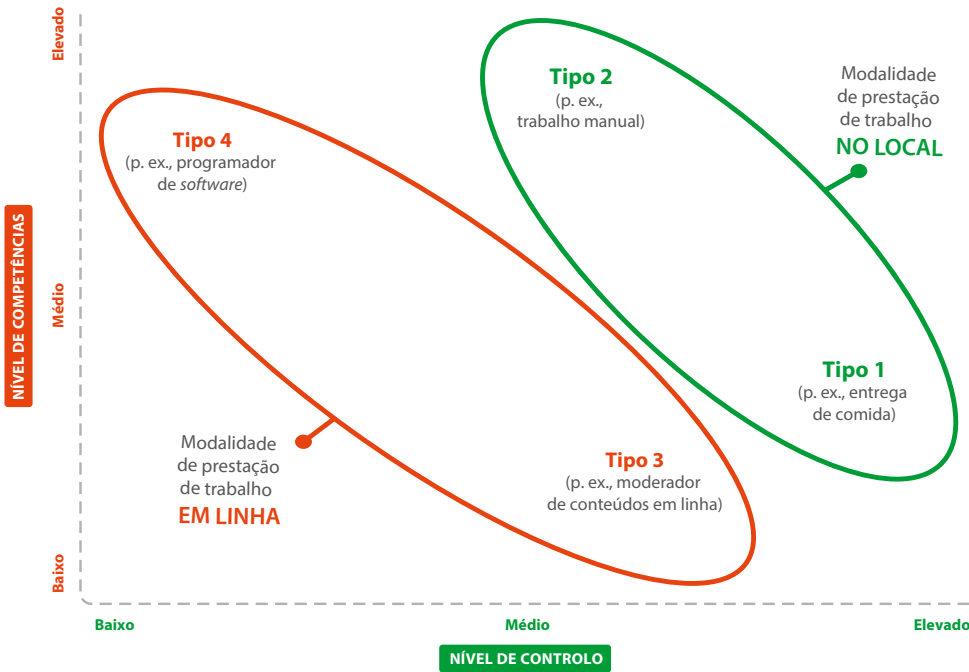 Elevado
Médio
Baixo
NÍVEL DE COMPETÊNCIAS
Tipo 2
(p. ex.,
trabalho manual)
Modalidade
de prestação
de trabalho
NO LOCAL
Tipo 4
(p. ex., programador
de software)
Tipo 1
(p. ex., entrega
de comida)
Modalidade
de prestação
de trabalho
EM LINHA
Tipo 3
(p. ex., moderador
de conteúdos em linha)
Baixo
Médio
Elevado
NÍVEL DE CONTROLO